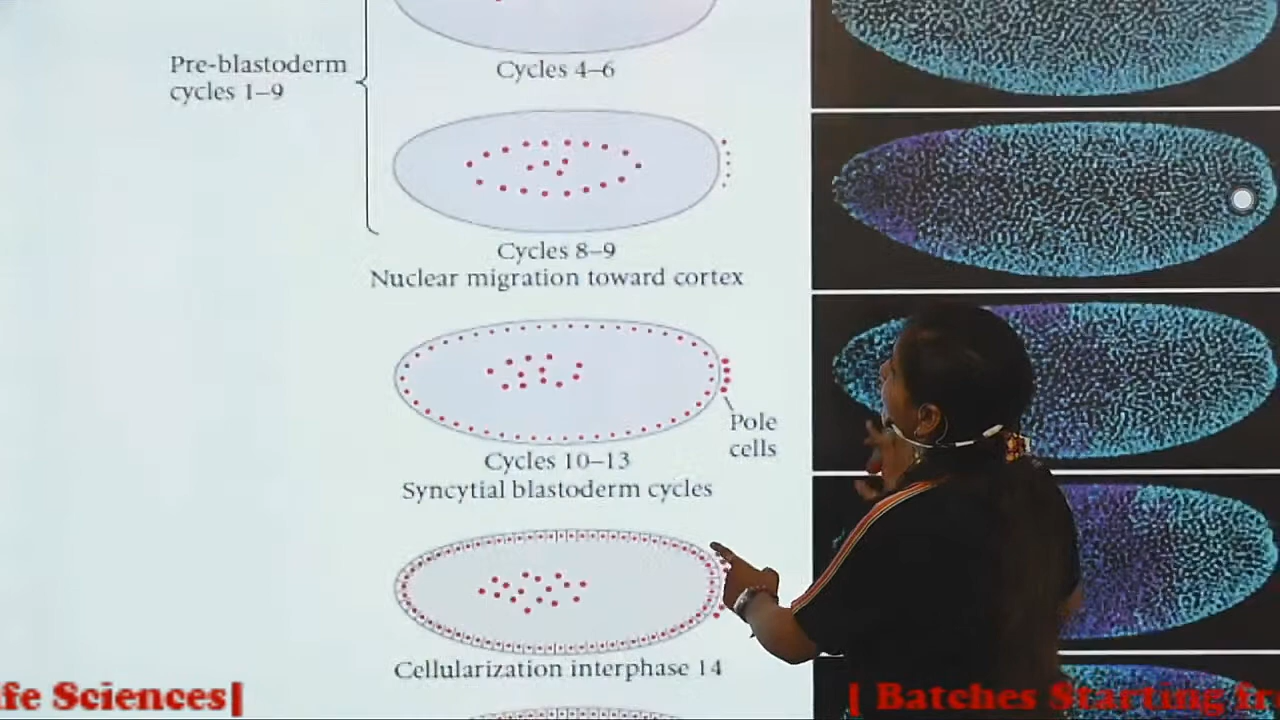 Cycles 4–6
Pre-blastoderm
cycles 1–9
Cycles 8–9
Nuclear migration toward cortex
Pole
cells
Cycles 10–13
Syncytial blastoderm cycles
Cellularization interphase 14
fe Sciences]
[ Batches Starting fr